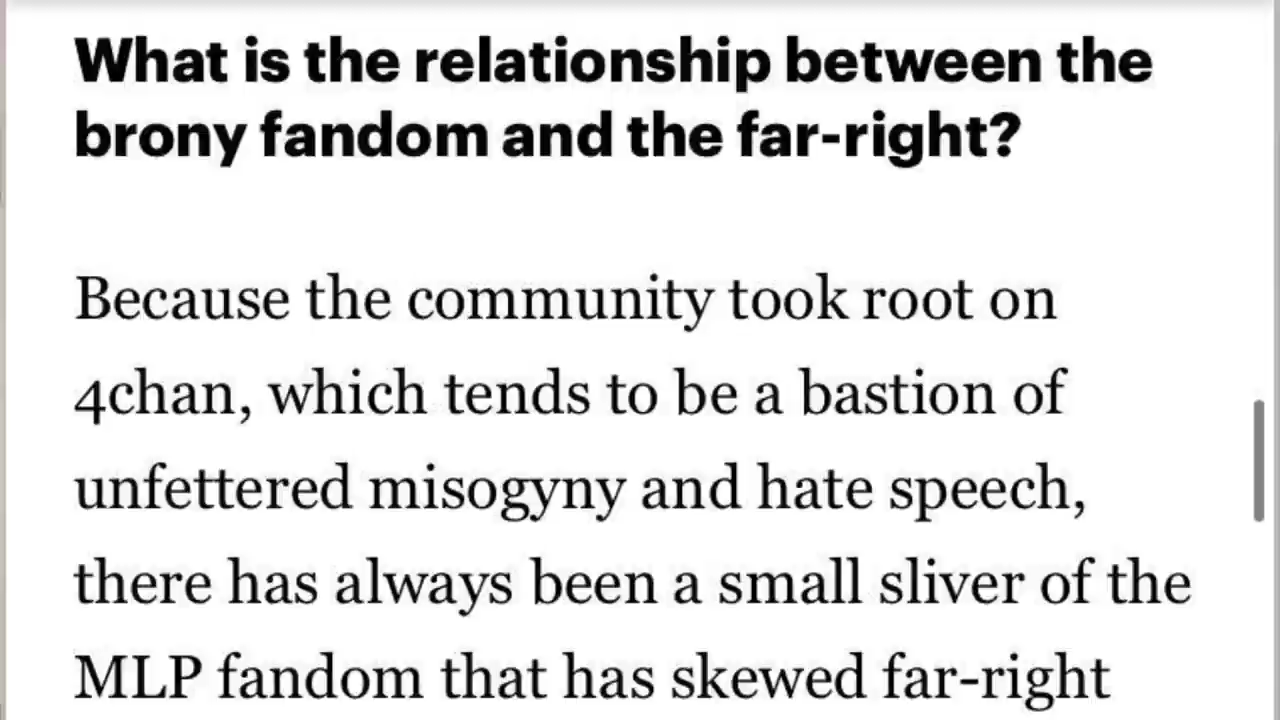 What is the relationship between the
brony fandom and the far-right?
Because the community took root on
4chan, which tends to be a bastion of
unfettered misogyny and hate speech,
there has always been a small sliver of the
MLP fandom that has skewed far-right